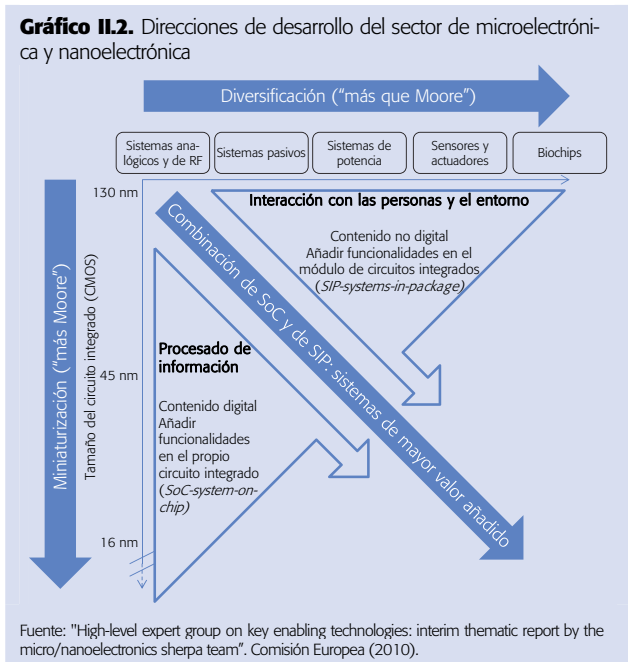 Gráfico II.2. Direcciones de desarrollo del sector de microelectróni-
ca y nanoelectrónica
Diversificación (“más que Moore”)
Sistemas ana-
lógicos y de RF
Sistemas pasivos
Sistemas de
potencia
Sensores y
actuadores
Biochips
Miniaturización (“más Moore”)
Tamaño del circuito integrado (CMOS)
130 nm
45 nm
16 nm
Interacción con las personas y el entorno
Contenido no digital
Añadir funcionalidades en el
módulo de circuitos integrados
(SIP-systems-in-package)
Combinación de SoC y de SIP: sistemas de mayor valor añadido
Procesado de
información
Contenido digital
Añadir
funcionalidades
en el propio
circuito integrado
(SoC-system-on-
chip)
Fuente: "High-level expert group on key enabling technologies: interim thematic report by the
micro/nanoelectronics sherpa team”. Comisión Europea (2010).